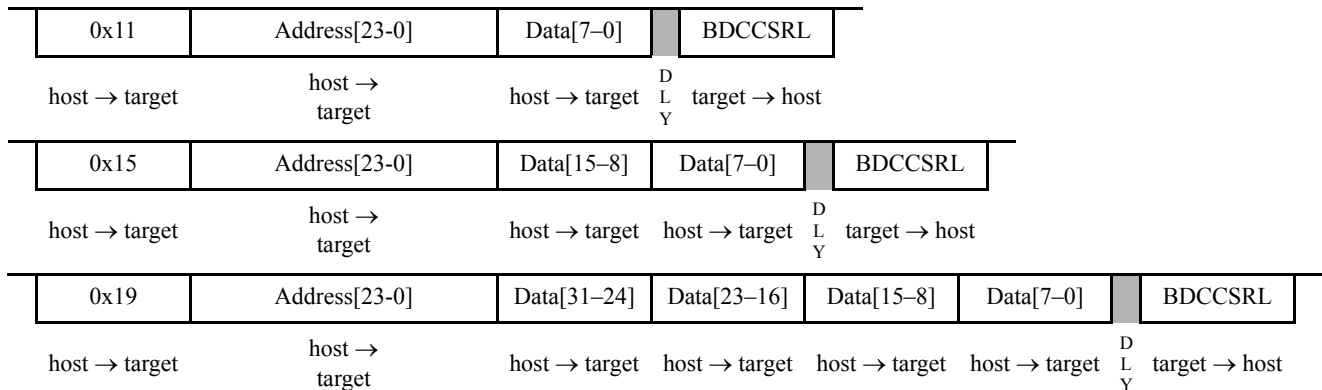 0x11 Address[23-0] Data[7–0] BDCCSRL
host → target host → target host → target D L Y target → host
0x15 Address[23-0] Data[15–8] Data[7–0] BDCCSRL
host → target host → target host → target host → target D L Y target → host
0x19 Address[23-0] Data[31–24] Data[23–16] Data[15–8] Data[7–0] BDCCSRL
host → target host → target host → target host → target host → target host → target D L Y target → host